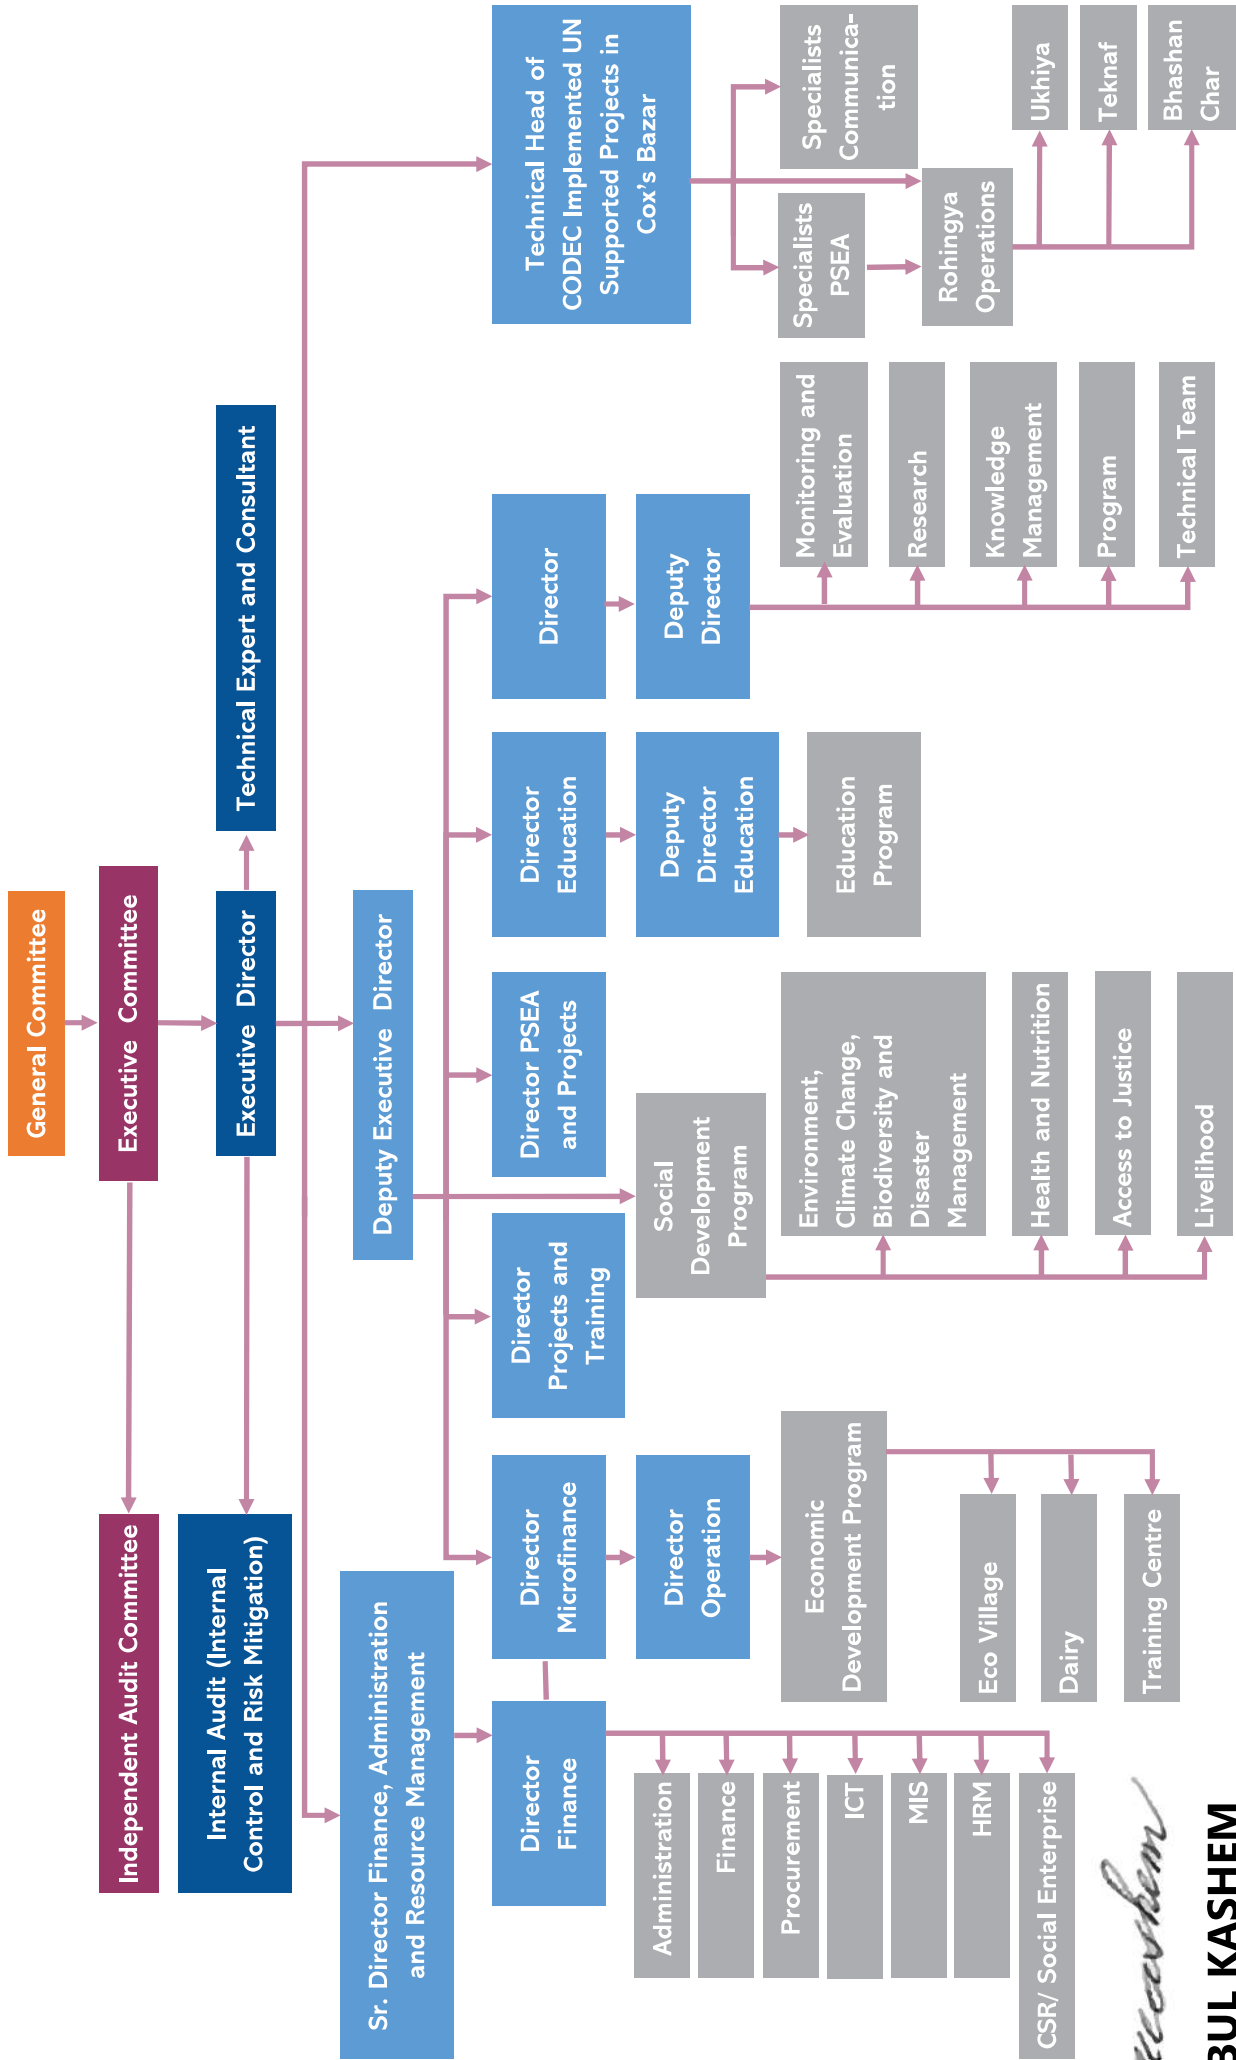 General Committee
Executive Committee
Independent Audit Committee
Executive Director
Technical Expert and Consultant
Internal Audit (Internal
Control and Risk Mitigation)
Deputy Executive Director
Sr. Director Finance, Administration
and Resource Management
Director
Finance
Director
Microfinance
Director
Projects and
Training
Director PSEA
and Projects
Director
Education
Director
Technical Head of
CODEC Implemented UN
Supported Projects in
Cox's Bazar
Administration
Finance
Procurement
ICT
MIS
HRM
CSR/ Social Enterprise
Director
Operation
Economic
Development Program
Eco Village
Dairy
Training Centre
Social
Development
Program
Environment,
Climate Change,
Biodiversity and
Disaster
Management
Health and Nutrition
Access to Justice
Livelihood
Deputy
Director
Education
Education
Program
Deputy
Director
Monitoring and
Evaluation
Research
Knowledge
Management
Program
Technical Team
Specialists
PSEA
Specialists
Communica-
tion
Rohingya
Operations
Ukhiya
Teknaf
Bhashan
Char
BUL KASHEM